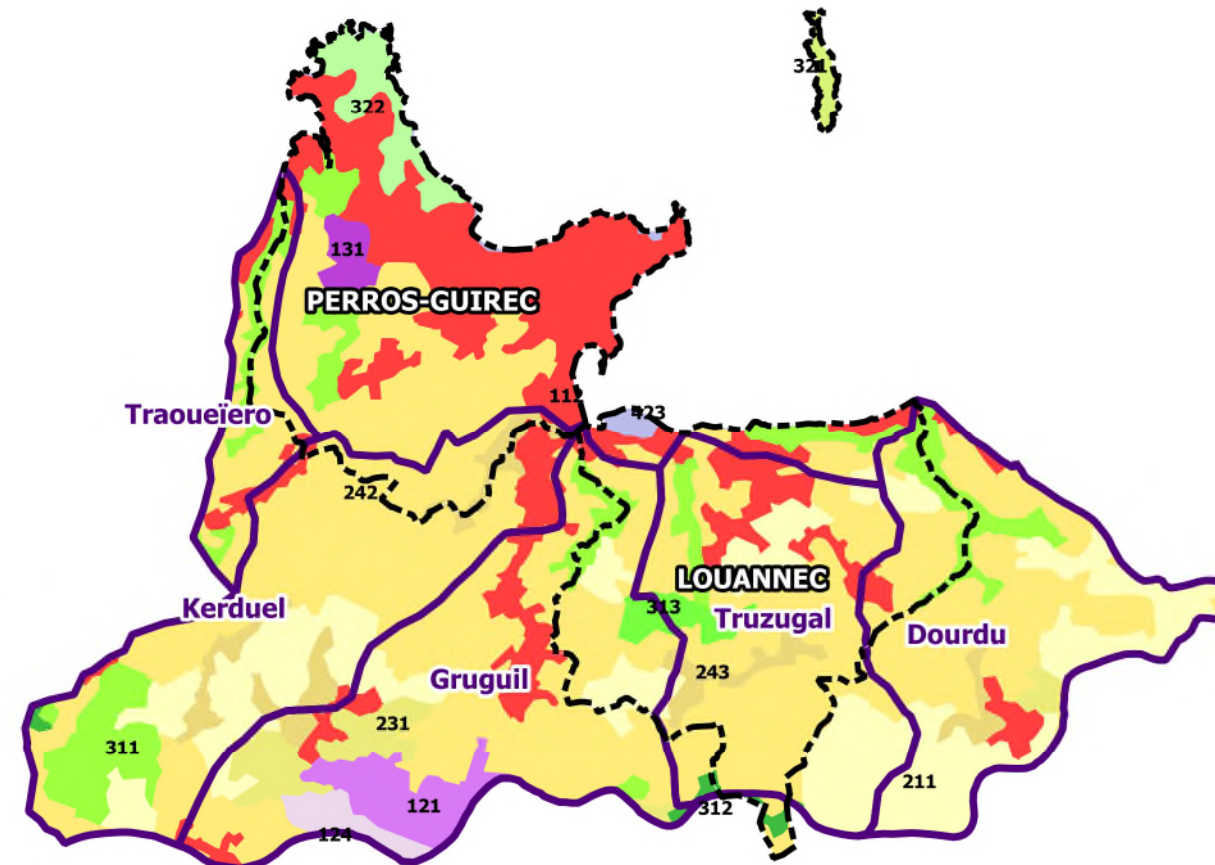 321
322
131
PERROS-GUIREC
112
Traoueïero
423
242
LOUANNEC
Kerduel
313
Truzugal
Dourdu
Gruguil
243
231
311
211
121
312
124